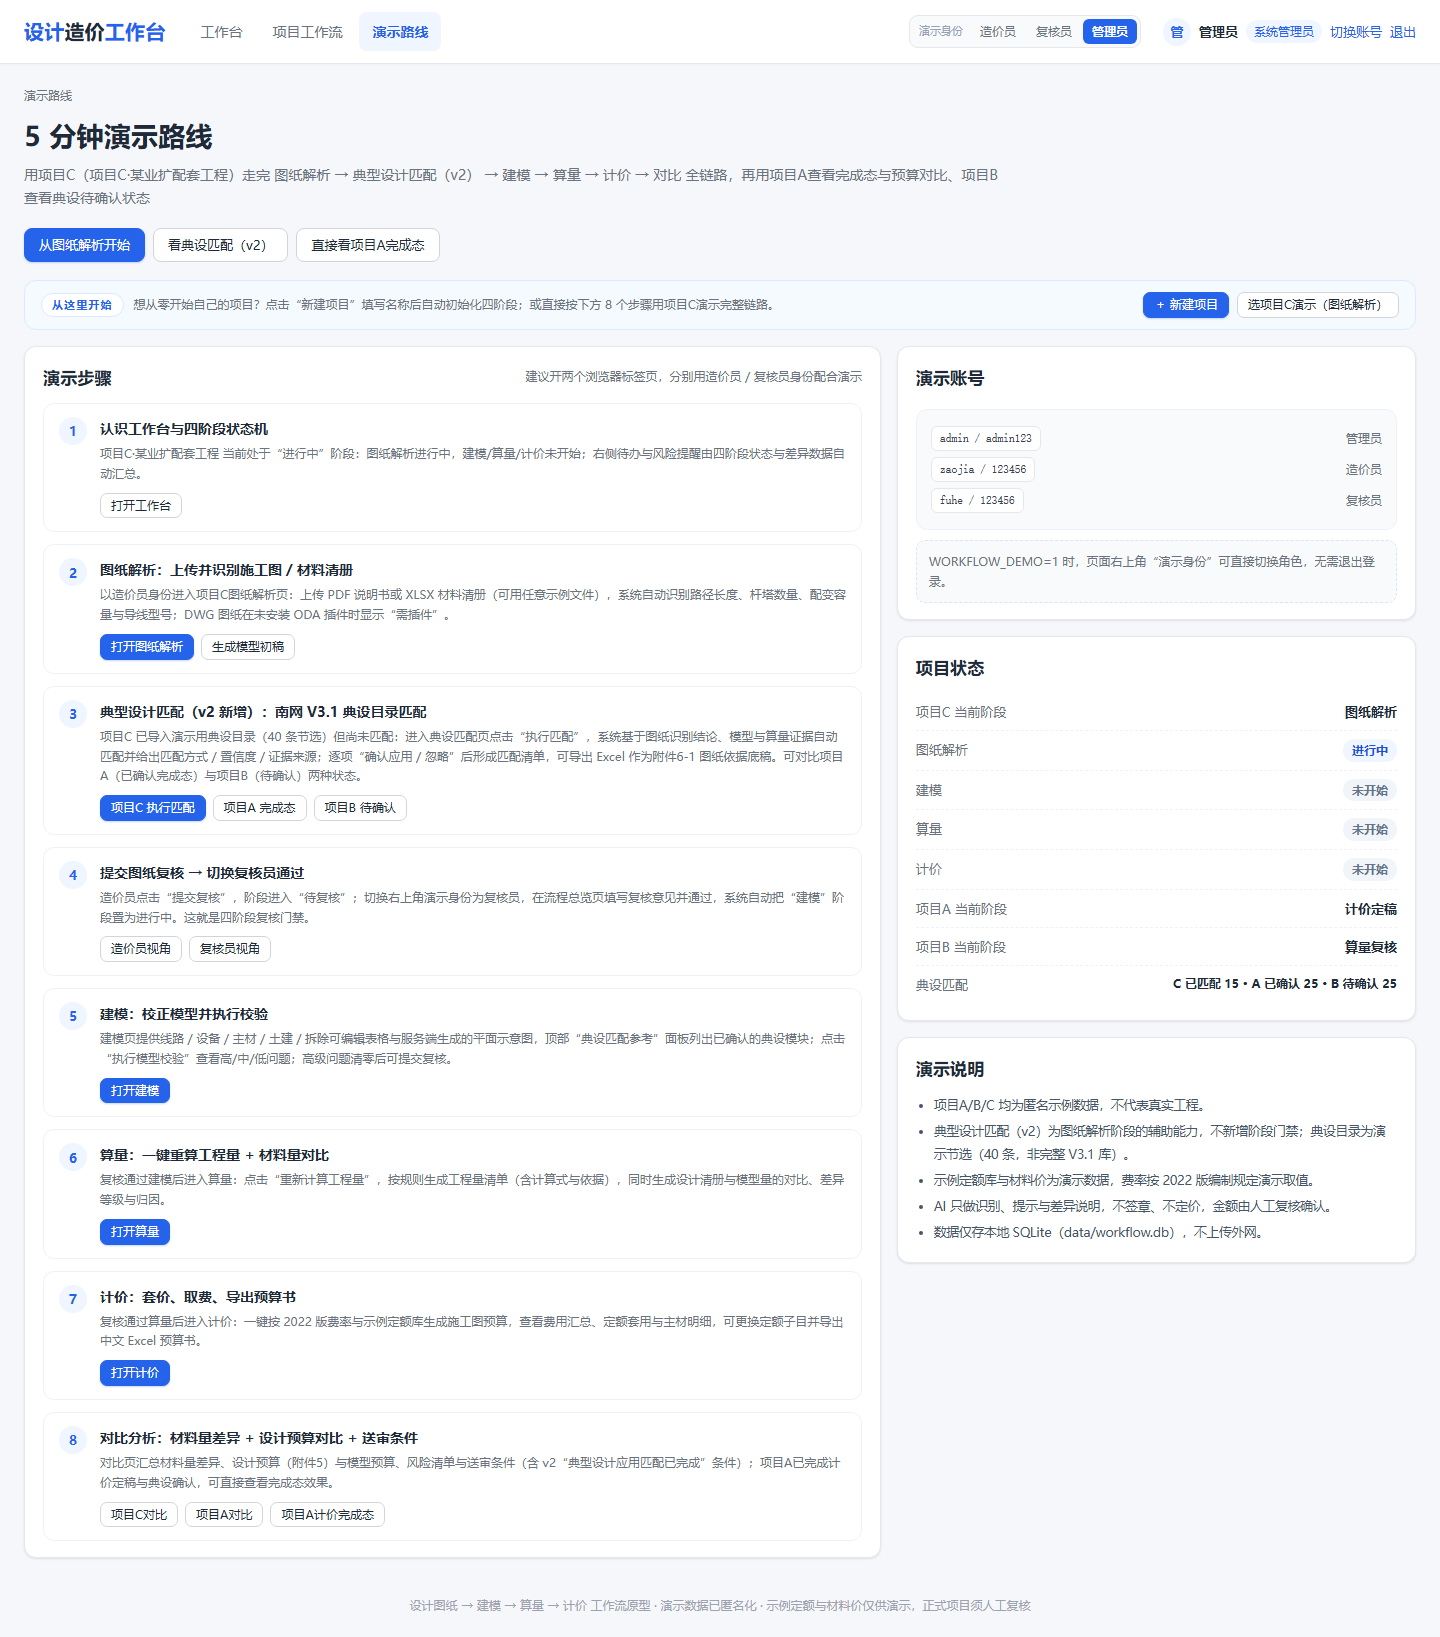 设计造价工作台
工作台
项目工作流
演示路线
演示身份
造价员
复核员
管理员
管
管理员
系统管理员
切换账号
退出
演示路线
5 分钟演示路线
用项目C（项目C·某业扩配套工程）走完 图纸解析 → 典型设计匹配（v2） → 建模 → 算量 → 计价 → 对比 全链路，再用项目A查看完成态与预算对比、项目B
查看典设待确认状态
从图纸解析开始
看典设匹配（v2）
直接看项目A完成态
从这里开始
想从零开始自己的项目？点击“新建项目”填写名称后自动初始化四阶段；或直接按下方 8 个步骤用项目C演示完整链路。
＋ 新建项目
选项目C演示（图纸解析）
演示步骤
建议开两个浏览器标签页，分别用造价员 / 复核员身份配合演示
1
认识工作台与四阶段状态机
项目C·某业扩配套工程 当前处于“进行中”阶段：图纸解析进行中，建模/算量/计价未开始；右侧待办与风险提醒由四阶段状态与差异数据自
动汇总。
打开工作台
2
图纸解析：上传并识别施工图 / 材料清册
以造价员身份进入项目C图纸解析页：上传 PDF 说明书或 XLSX 材料清册（可用任意示例文件），系统自动识别路径长度、杆塔数量、配变容
量与导线型号；DWG 图纸在未安装 ODA 插件时显示“需插件”。
打开图纸解析
生成模型初稿
3
典型设计匹配（v2 新增）：南网 V3.1 典设目录匹配
项目C 已导入演示用典设目录（40 条节选）但尚未匹配：进入典设匹配页点击“执行匹配”，系统基于图纸识别结论、模型与算量证据自动
匹配并给出匹配方式 / 置信度 / 证据来源；逐项“确认应用 / 忽略”后形成匹配清单，可导出 Excel 作为附件6-1 图纸依据底稿。可对比项目
A（已确认完成态）与项目B（待确认）两种状态。
项目C 执行匹配
项目A 完成态
项目B 待确认
4
提交图纸复核 → 切换复核员通过
造价员点击“提交复核”，阶段进入“待复核”；切换右上角演示身份为复核员，在流程总览页填写复核意见并通过，系统自动把“建模”阶
段置为进行中。这就是四阶段复核门禁。
造价员视角
复核员视角
5
建模：校正模型并执行校验
建模页提供线路 / 设备 / 主材 / 土建 / 拆除可编辑表格与服务端生成的平面示意图，顶部“典设匹配参考”面板列出已确认的典设模块；点击
“执行模型校验”查看高/中/低问题；高级问题清零后可提交复核。
打开建模
6
算量：一键重算工程量 + 材料量对比
复核通过建模后进入算量：点击“重新计算工程量”，按规则生成工程量清单（含计算式与依据），同时生成设计清册与模型量的对比、差异
等级与归因。
打开算量
7
计价：套价、取费、导出预算书
复核通过算量后进入计价：一键按 2022 版费率与示例定额库生成施工图预算，查看费用汇总、定额套用与主材明细，可更换定额子目并导出
中文 Excel 预算书。
打开计价
8
对比分析：材料量差异 + 设计预算对比 + 送审条件
对比页汇总材料量差异、设计预算（附件5）与模型预算、风险清单与送审条件（含 v2“典型设计应用匹配已完成”条件）；项目A已完成计
价定稿与典设确认，可直接查看完成态效果。
项目C对比
项目A对比
项目A计价完成态
演示账号
admin / admin123
管理员
zaojia / 123456
造价员
fuhe / 123456
复核员
WORKFLOW_DEMO=1 时，页面右上角“演示身份”可直接切换角色，无需退出登
录。
项目状态
项目C 当前阶段
图纸解析
图纸解析
进行中
建模
未开始
算量
未开始
计价
未开始
项目A 当前阶段
计价定稿
项目B 当前阶段
算量复核
典设匹配
C 已匹配 15 · A 已确认 25 · B 待确认 25
演示说明
• 项目A/B/C 均为匿名示例数据，不代表真实工程。
• 典型设计匹配（v2）为图纸解析阶段的辅助能力，不新增阶段门禁；典设目录为演
示节选（40 条，非完整 V3.1 库）。
• 示例定额库与材料价为演示数据，费率按 2022 版编制规定演示取值。
• AI 只做识别、提示与差异说明，不签章、不定价，金额由人工复核确认。
• 数据仅存本地 SQLite（data/workflow.db），不上传外网。
设计图纸 → 建模 → 算量 → 计价 工作流原型 · 演示数据已匿名化 · 示例定额与材料价仅供演示，正式项目须人工复核